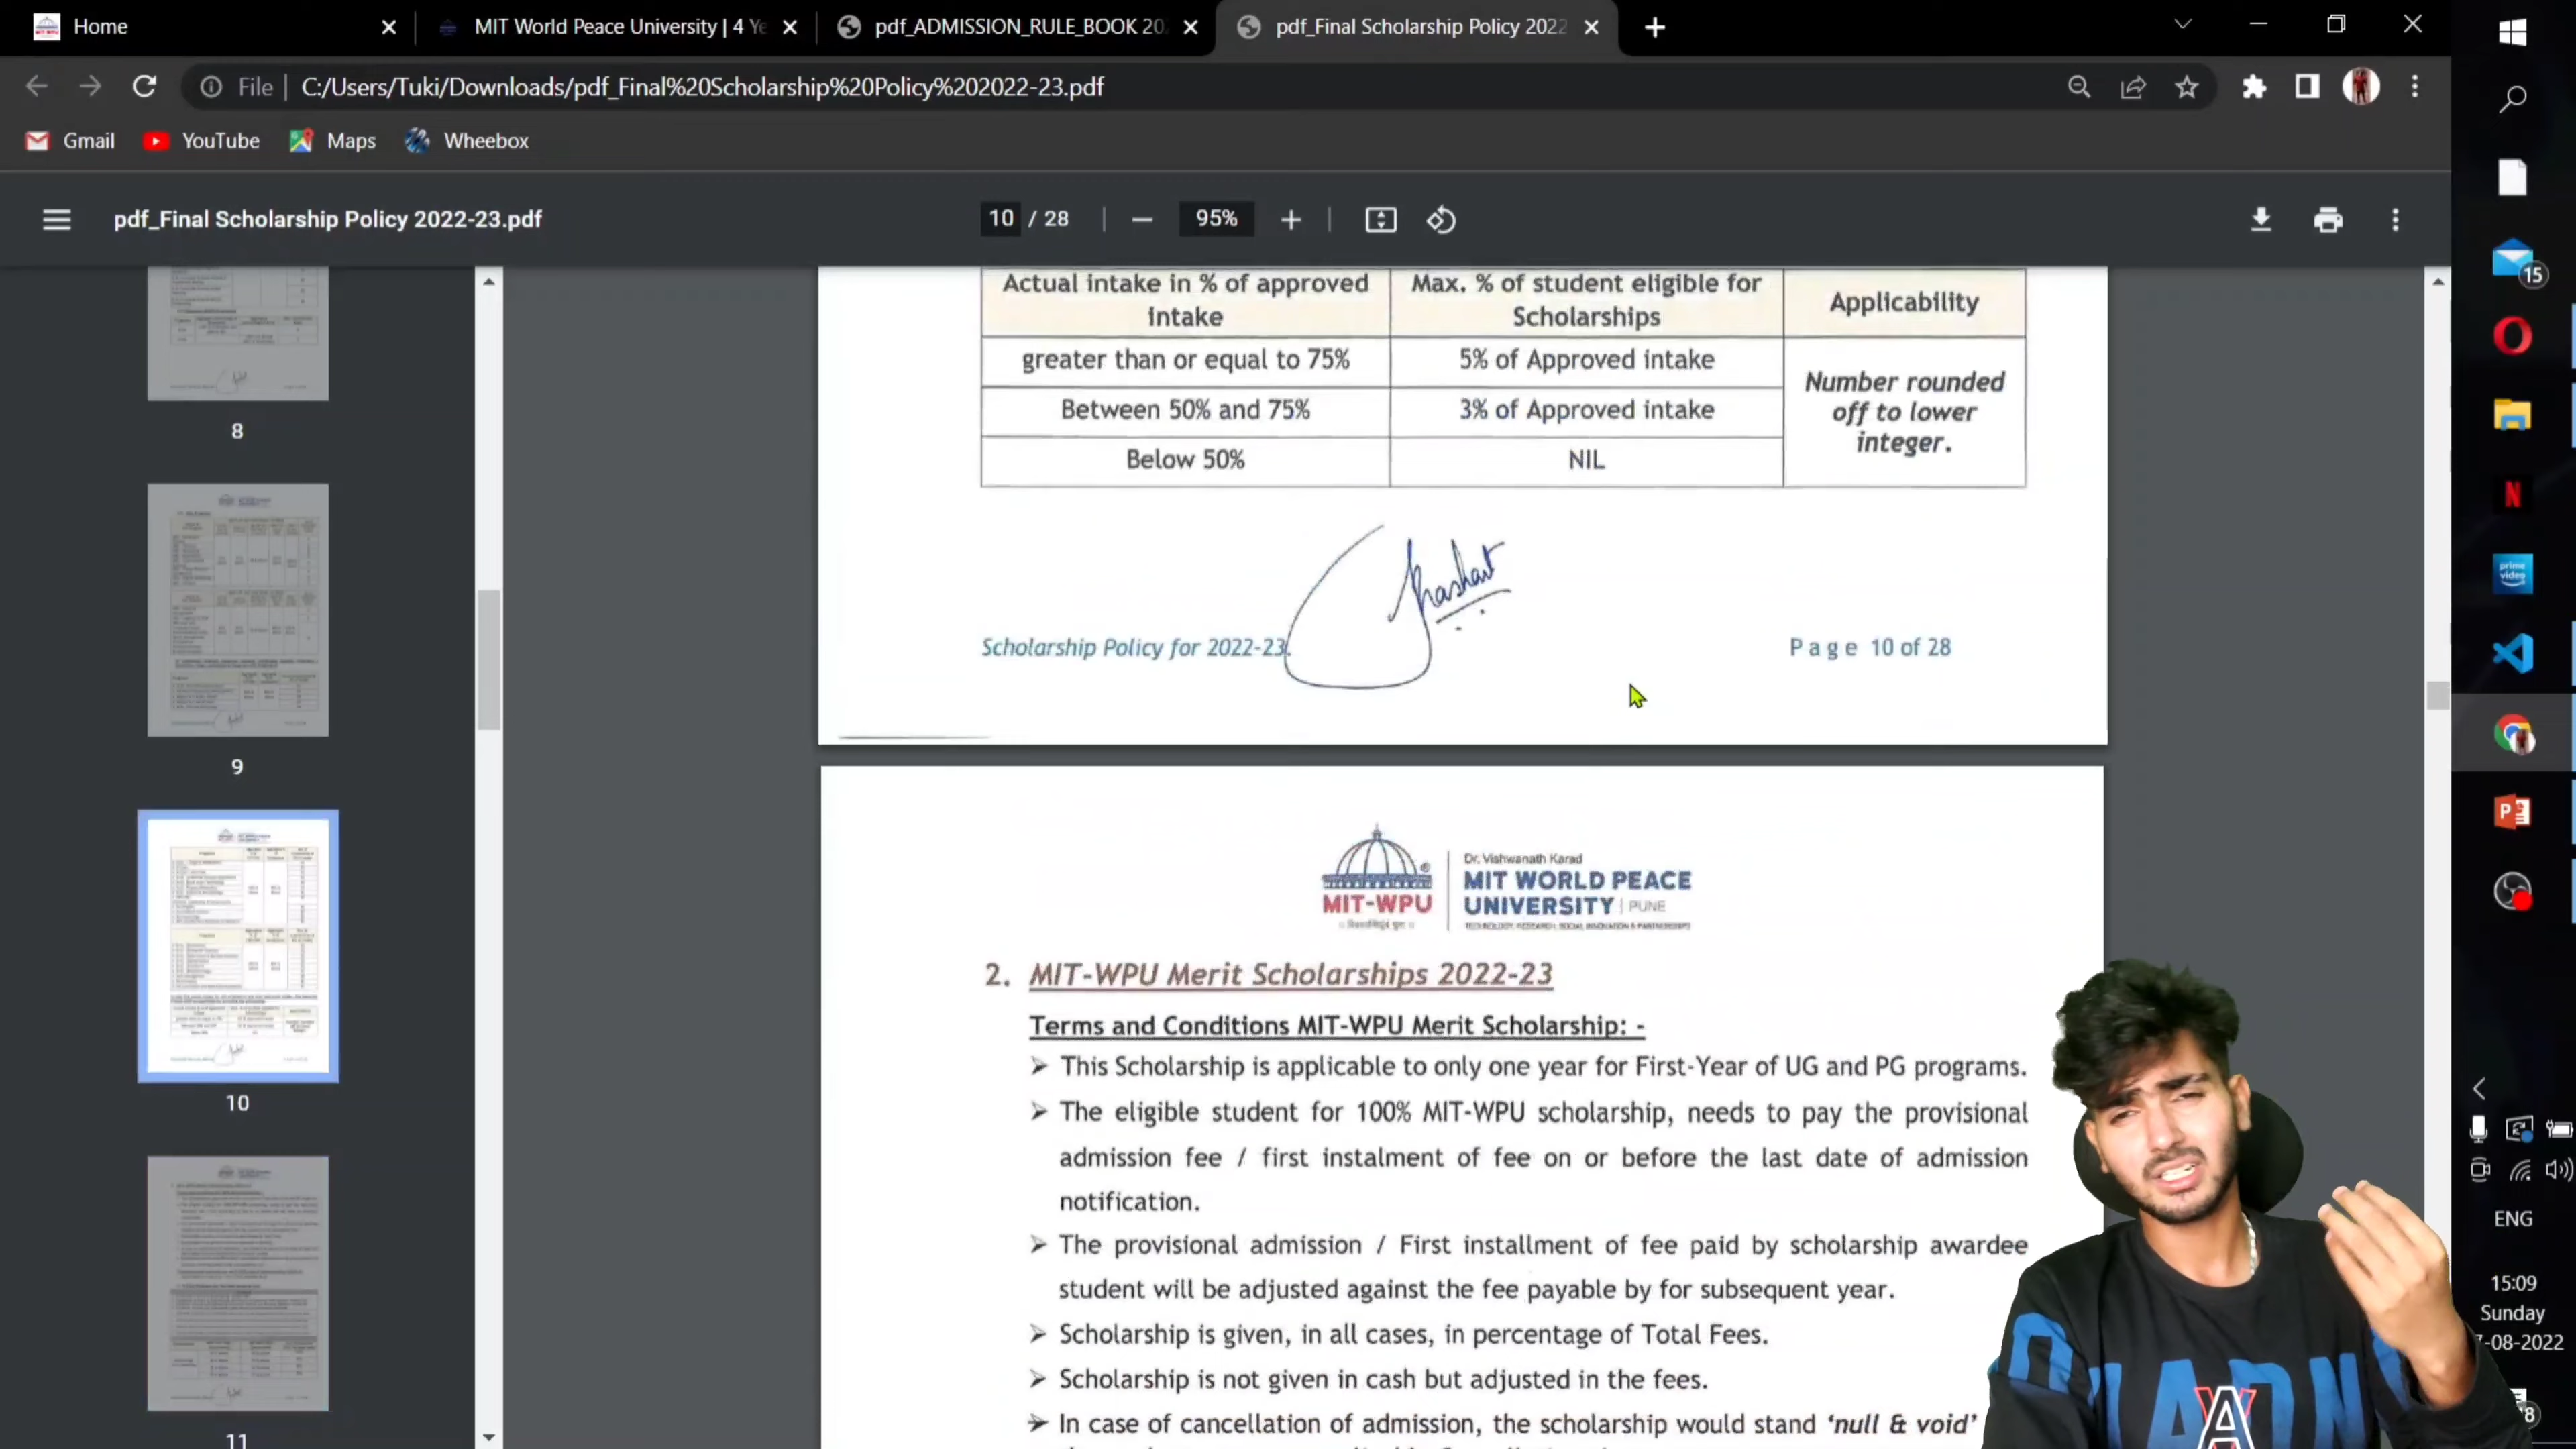 Home
MIT World Peace University | 4 Ye
pdf_ADMISSION_RULE_BOOK 20
pdf_Final Scholarship Policy 2022
File
C:/Users/Tuki/Downloads/pdf_Final%20Scholarship%20Policy%202022-23.pdf
Gmail
YouTube
Maps
Wheebox
pdf_Final Scholarship Policy 2022-23.pdf
10 / 28
95%
8
9
10
11
Actual intake in % of approved intake
Max. % of student eligible for Scholarships
Applicability
greater than or equal to 75%
5% of Approved intake
Number rounded off to lower integer.
Between 50% and 75%
3% of Approved intake
Below 50%
NIL
Scholarship Policy for 2022-23.
Page 10 of 28
MIT-WPU
Dr. Vishwanath Karad
MIT WORLD PEACE
UNIVERSITY | PUNE
TECHNOLOGY, RESEARCH, SOCIAL INNOVATION & PARTNERSHIPS
2. MIT-WPU Merit Scholarships 2022-23
Terms and Conditions MIT-WPU Merit Scholarship: -
➢ This Scholarship is applicable to only one year for First-Year of UG and PG programs.
➢ The eligible student for 100% MIT-WPU scholarship, needs to pay the provisional
admission fee / first instalment of fee on or before the last date of admission
notification.
➢ The provisional admission / First installment of fee paid by scholarship awardee
student will be adjusted against the fee payable by for subsequent year.
➢ Scholarship is given, in all cases, in percentage of Total Fees.
➢ Scholarship is not given in cash but adjusted in the fees.
➢ In case of cancellation of admission, the scholarship would stand 'null & void'
15
prime video
ENG
15:09
Sunday
7-08-2022